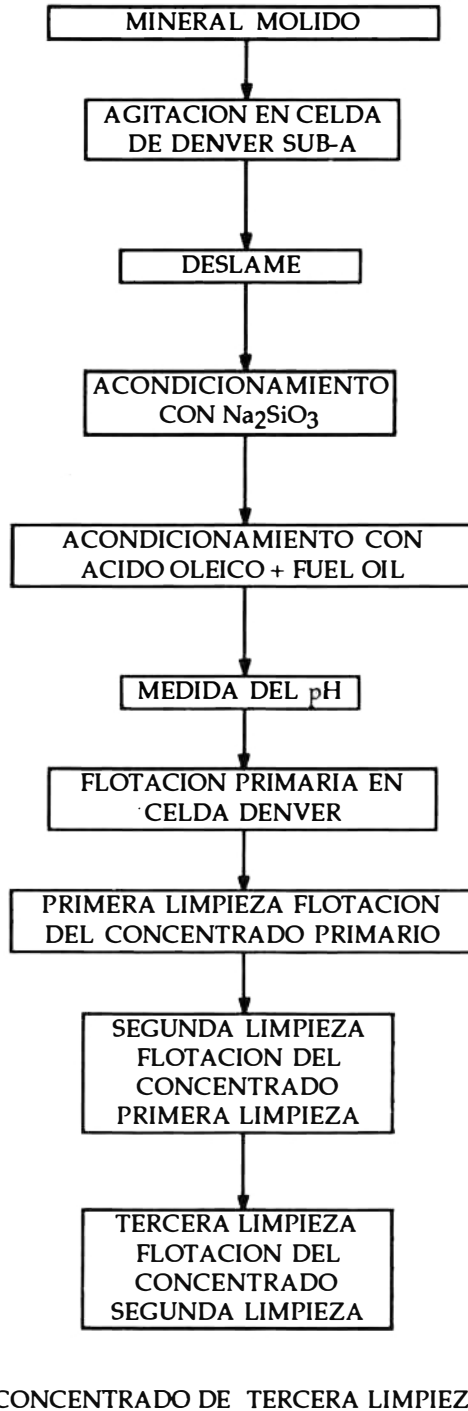 MINERAL MOLIDO
AGITACION EN CELDA
DE DENVER SUB-A
DESLAME
ACONDICIONAMIENTO
CON Na₂SiO₃
ACONDICIONAMIENTO CON
ACIDO OLEICO + FUEL OIL
MEDIDA DEL pH
FLOTACION PRIMARIA EN
CELDA DENVER
PRIMERA LIMPIEZA FLOTACION
DEL CONCENTRADO PRIMARIO
SEGUNDA LIMPIEZA
FLOTACION DEL
CONCENTRADO
PRIMERA LIMPIEZA
TERCERA LIMPIEZA
FLOTACION DEL
CONCENTRADO
SEGUNDA LIMPIEZA
CONCENTRADO DE TERCERA LIMPIEZ